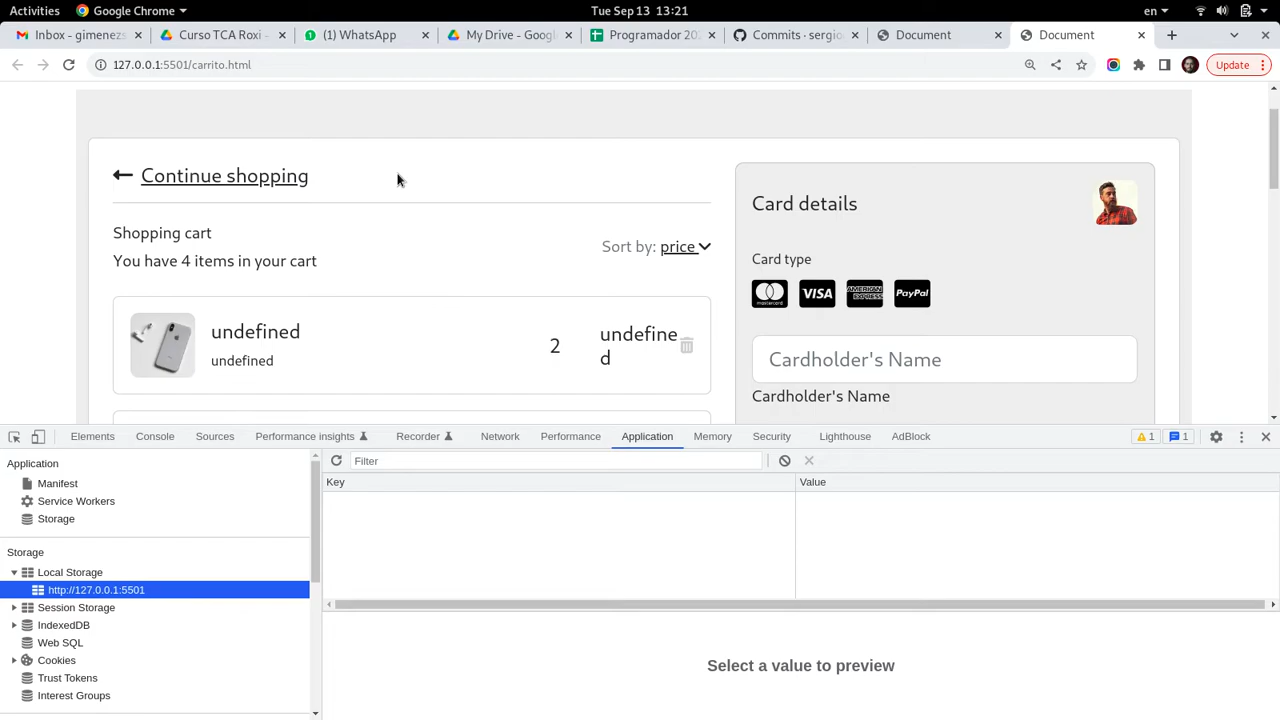 Activities Google Chrome Tue Sep 13 13:21 en
Inbox - gimenezs Curso TCA Roxi - (1) WhatsApp My Drive - Googl Programador 202 Commits · sergio Document Document
127.0.0.1:5501/carrito.html Update
Continue shopping
Shopping cart
You have 4 items in your cart
Sort by: price
undefined
undefined
2
undefine
d
Card details
Card type
mastercard VISA AMERICAN EXPRESS PayPal
Cardholder's Name
Cardholder's Name
Elements Console Sources Performance insights Recorder Network Performance Application Memory Security Lighthouse AdBlock 1 1
Application
Manifest
Service Workers
Storage
Storage
Local Storage
http://127.0.0.1:5501
Session Storage
IndexedDB
Web SQL
Cookies
Trust Tokens
Interest Groups
Filter
Key Value
Select a value to preview